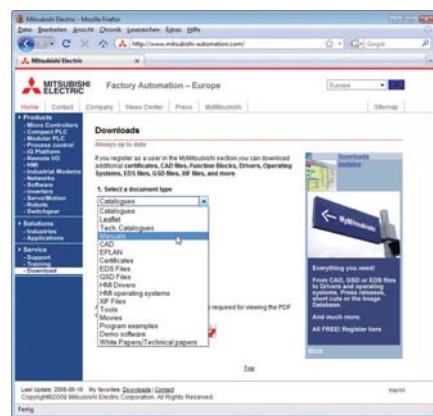 Mitsubishi Electric - Mozilla Firefox
Datei Bearbeiten Ansicht Chronik Lesezeichen Extras Hilfe
http://www.mitsubishi-automation.com/
Google
Mitsubishi Electric
MITSUBISHI
ELECTRIC
Factory Automation – Europe
Europe
Home Contact Company News Center Press MyMitsubishi Sitemap
Products
- Micro Controllers
- Compact PLC
- Modular PLC
- Process control
- iQ Platform
- Remote I/O
- HMI
- Industrial Modems
- Networks
- Software
- Inverters
- Servo/Motion
- Robots
- Switchgear
Solutions
- Industries
- Applications
Service
- Support
- Training
- Download
Downloads
Always up to date
If you register as a user in the MyMitsubishi section you can download
additional certificates, CAD files, Function Blocks, Drivers, Operating
Systems, EDS files, GSD files, XIF files, and more.
1. Select a document type
Catalogues
Catalogues
Leaflet
Tech. Catalogues
Manuals
CAD
EPLAN
Certificates
EDS Files
GSD Files
HMI Drivers
HMI operating systems
XIF Files
Tools
Movies
Program examples
Demo software
White Papers/Technical papers
required for viewing the PDF
Top
Downloads
Updates
MyMitsubishi
Everything you need!
From CAD, GSD or EDS files
to Drivers and operating
systems. Press releases,
short cuts or the Image
Database.
And much more.
All FREE! Register here
More
Last Update: 2008-06-18 My favorites: Downloads | Contact
Copyright©2008 Mitsubishi Electric Corporation. All Rights Reserved.
Imprint
Fertig